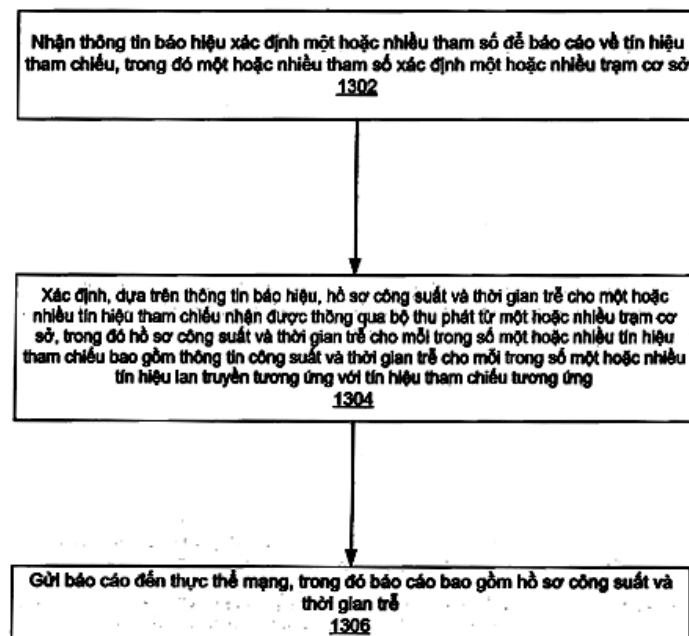 Nhận thông tin báo hiệu xác định một hoặc nhiều tham số để báo cáo về tín hiệu
tham chiếu, trong đó một hoặc nhiều tham số xác định một hoặc nhiều trạm cơ sở
1302
Xác định, dựa trên thông tin báo hiệu, hồ sơ công suất và thời gian trễ cho một hoặc
nhiều tín hiệu tham chiếu nhận được thông qua bộ thu phát từ một hoặc nhiều trạm cơ
sở, trong đó hồ sơ công suất và thời gian trễ cho mỗi trong số một hoặc nhiều tín hiệu
tham chiếu bao gồm thông tin công suất và thời gian trễ cho mỗi trong số một hoặc nhiều
tín hiệu lan truyền tương ứng với tín hiệu tham chiếu tương ứng
1304
Gửi báo cáo đến thực thể mạng, trong đó báo cáo bao gồm hồ sơ công suất và
thời gian trễ
1306